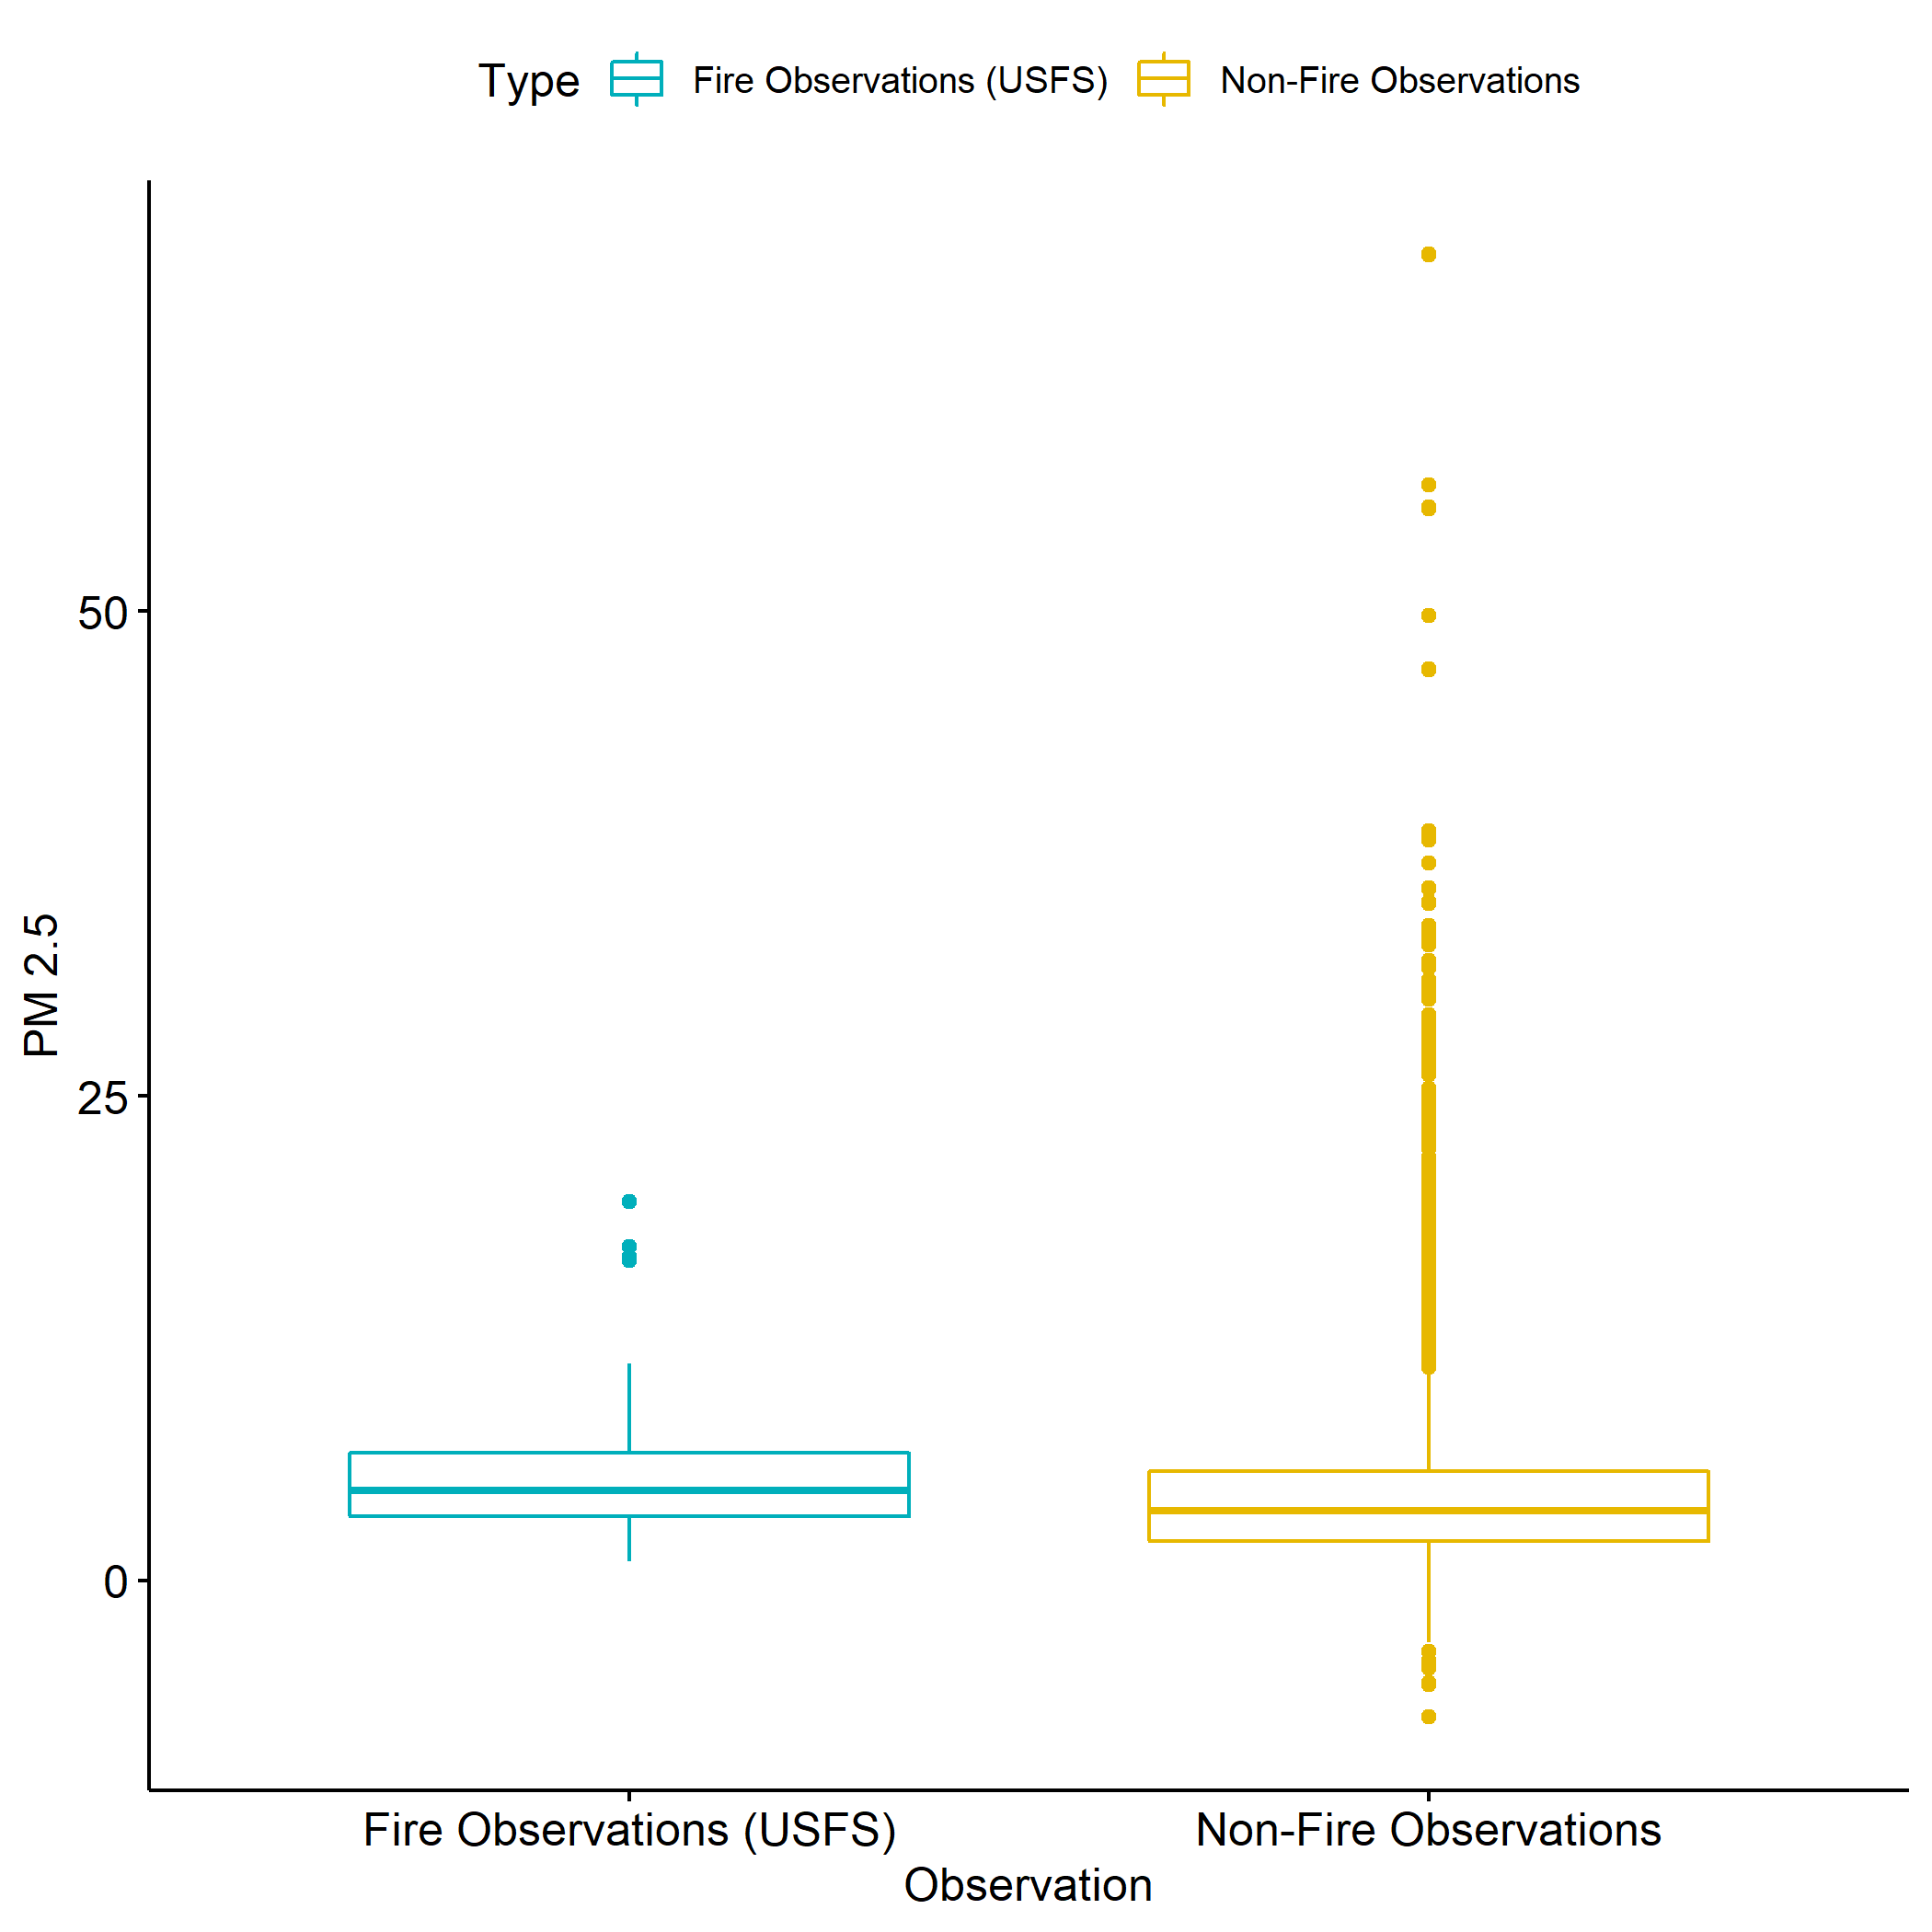 Type Fire Observations (USFS) Non-Fire Observations
PM 2.5
50
25
0
Fire Observations (USFS) Non-Fire Observations
Observation